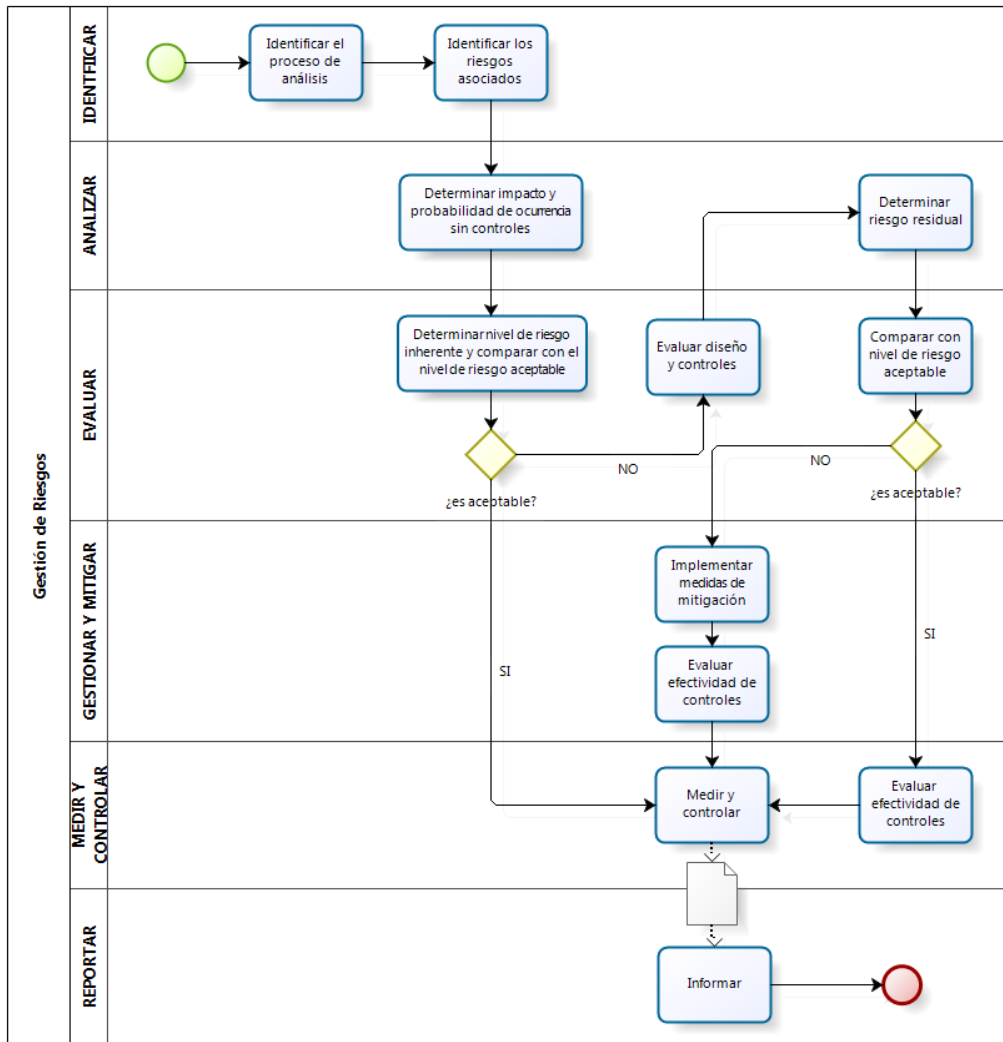 Gestión de Riesgos
IDENTFICAR
Identificar el
proceso de
análisis
Identificar los
riesgos
asociados
ANALIZAR
Determinar impacto y
probabilidad de ocurrencia
sin controles
Determinar
riesgo residual
EVALUAR
Determinar nivel de riesgo
inherente y comparar con el
nivel de riesgo aceptable
Evaluar diseño
y controles
Comparar con
nivel de riesgo
aceptable
NO
NO
¿es aceptable?
¿es aceptable?
GESTIONAR Y MITIGAR
Implementar
medidas de
mitigación
SI
Evaluar
efectividad de
controles
SI
MEDIR Y
CONTROLAR
Medir y
controlar
Evaluar
efectividad de
controles
REPORTAR
Informar